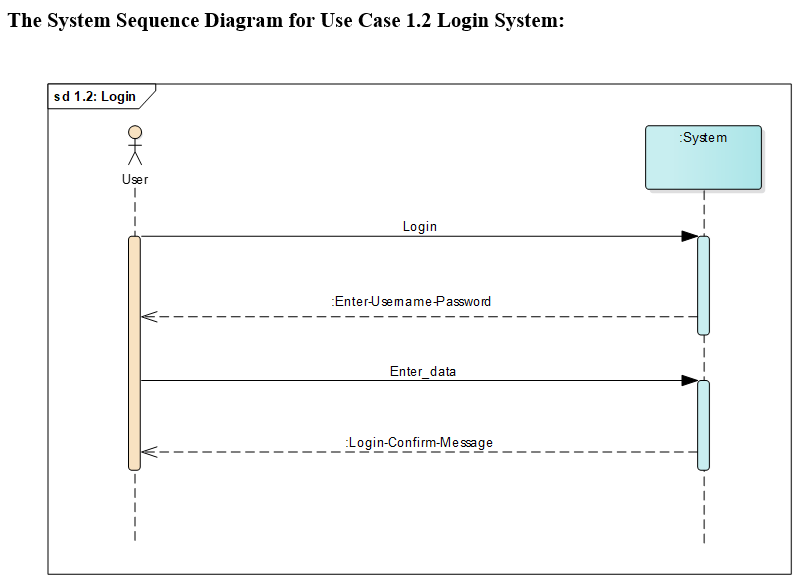 The System Sequence Diagram for Use Case 1.2 Login System:
sd 1.2: Login
:System
User
Login
:Enter-Username-Password
Enter_data
:Login-Confirm-Message